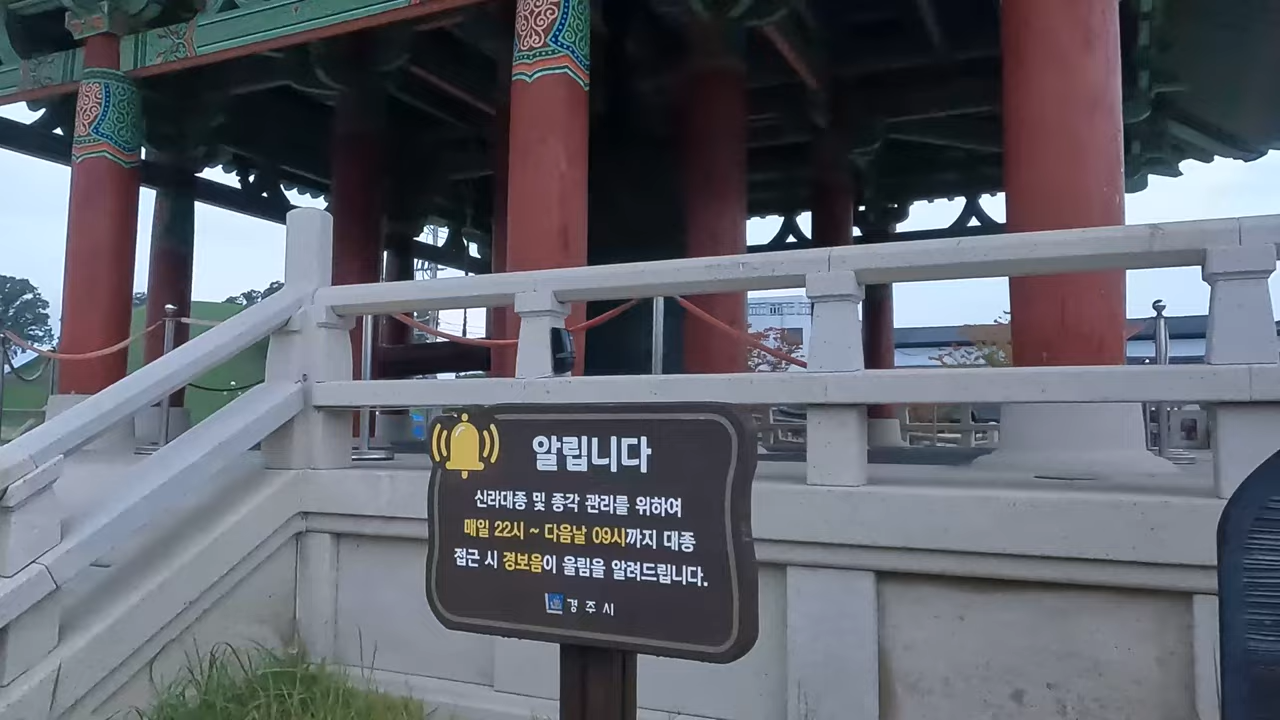 알립니다
신라대종 및 종각 관리를 위하여
매일 22시 ~ 다음날 09시까지 대종
접근 시 경보음이 울림을 알려드립니다.
경주시